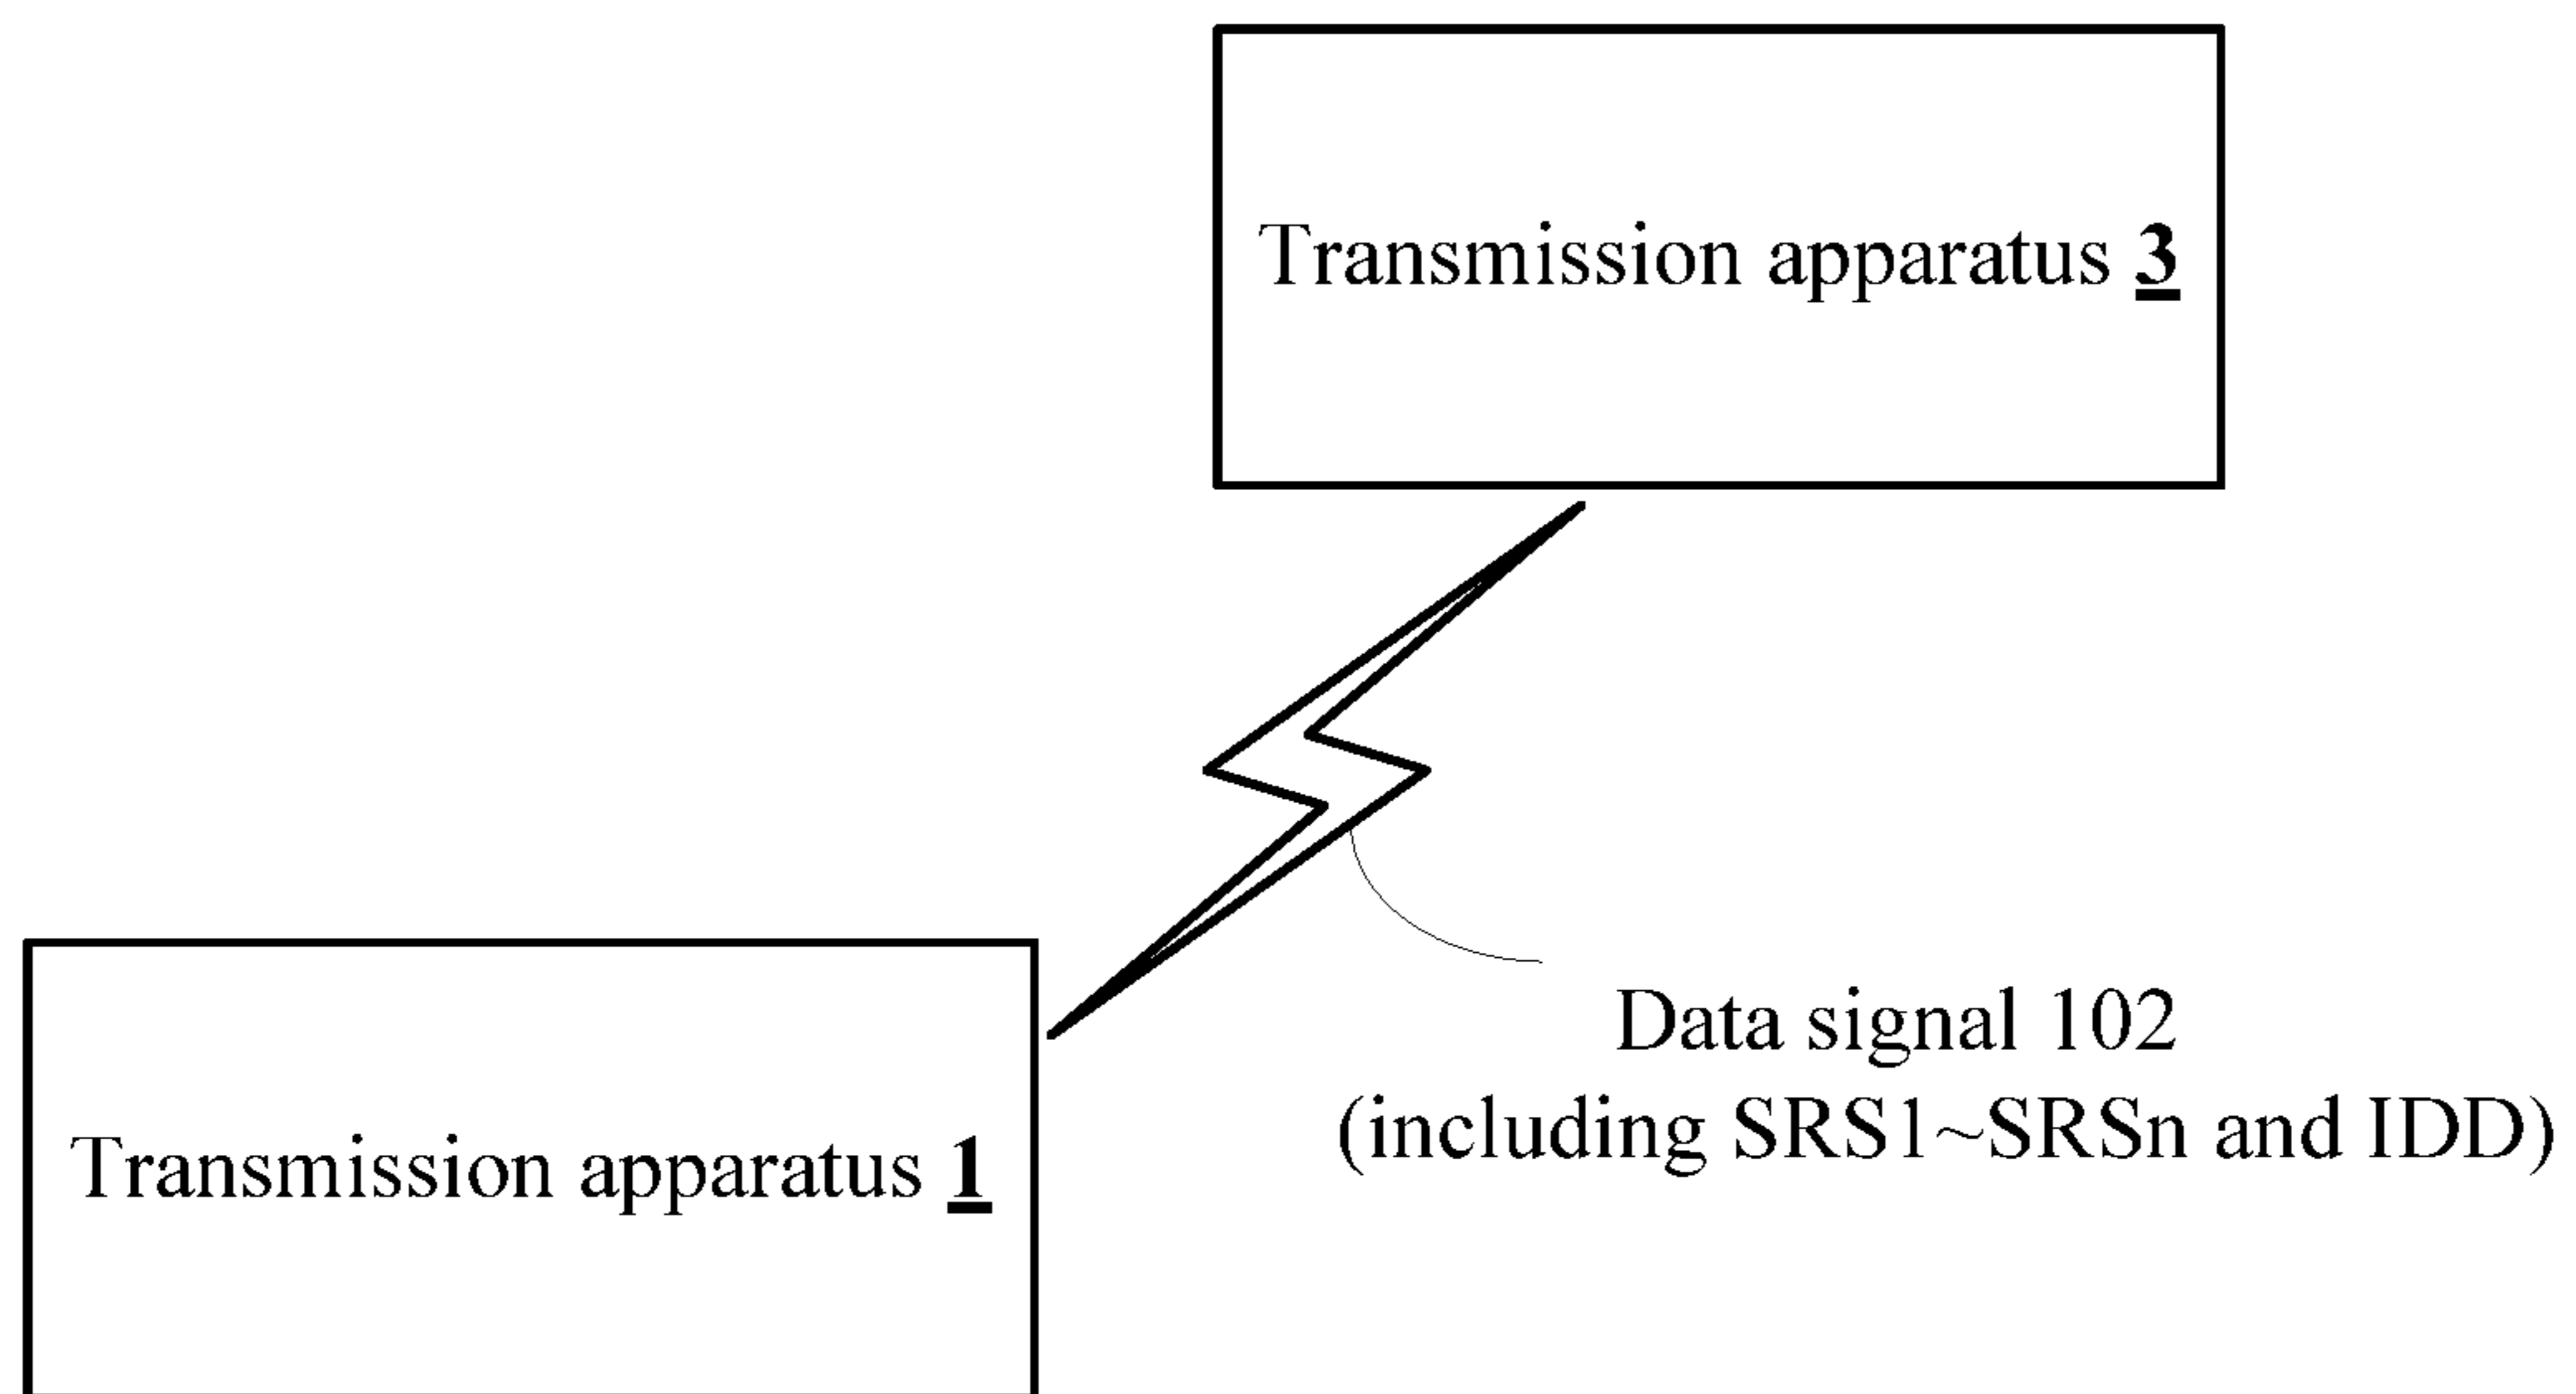 Transmission apparatus 3
Data signal 102
(including SRS1~SRSn and IDD)
Transmission apparatus 1